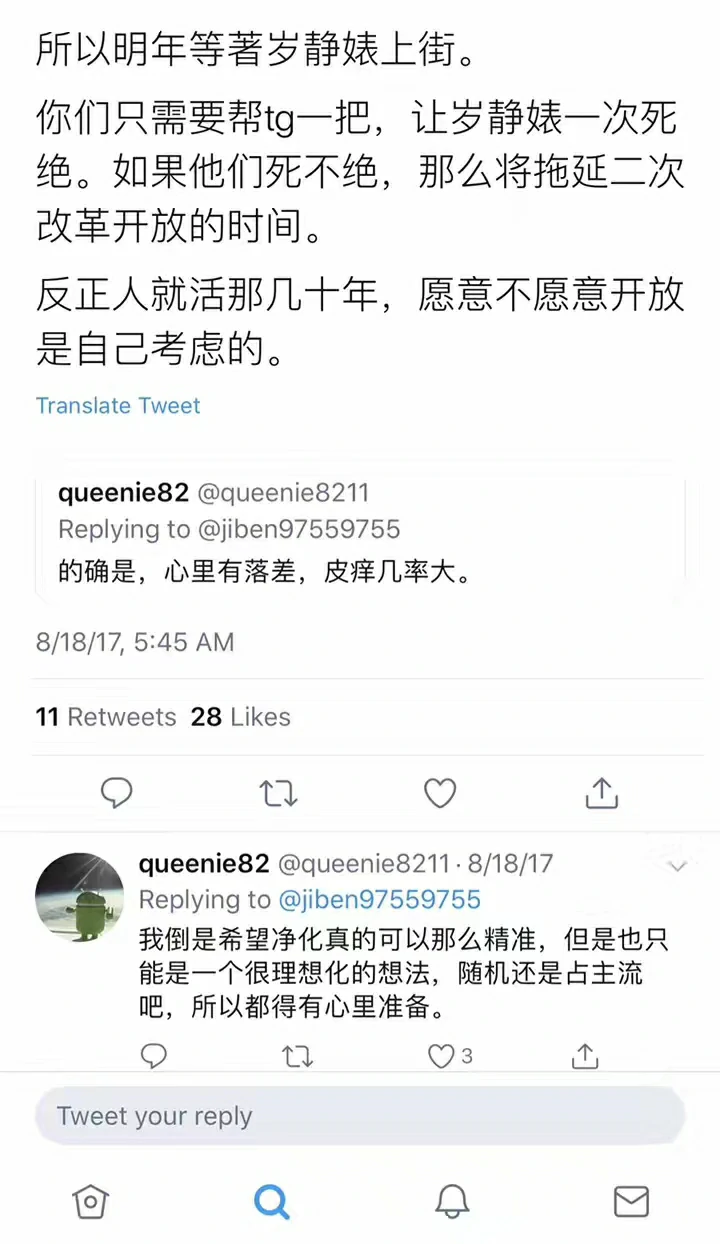 所以明年等著岁静婊上街。
你们只需要帮tg一把，让岁静婊一次死
绝。如果他们死不绝，那么将拖延二次
改革开放的时间。
反正人就活那几十年，愿意不愿意开放
是自己考虑的。
Translate Tweet
queenie82 @queenie8211
Replying to @jiben97559755
的确是，心里有落差，皮痒几率大。
8/18/17, 5:45 AM
11 Retweets 28 Likes
queenie82 @queenie8211 · 8/18/17
Replying to @jiben97559755
我倒是希望净化真的可以那么精准，但是也只
能是一个很理想化的想法，随机还是占主流
吧，所以都得有心里准备。
3
Tweet your reply